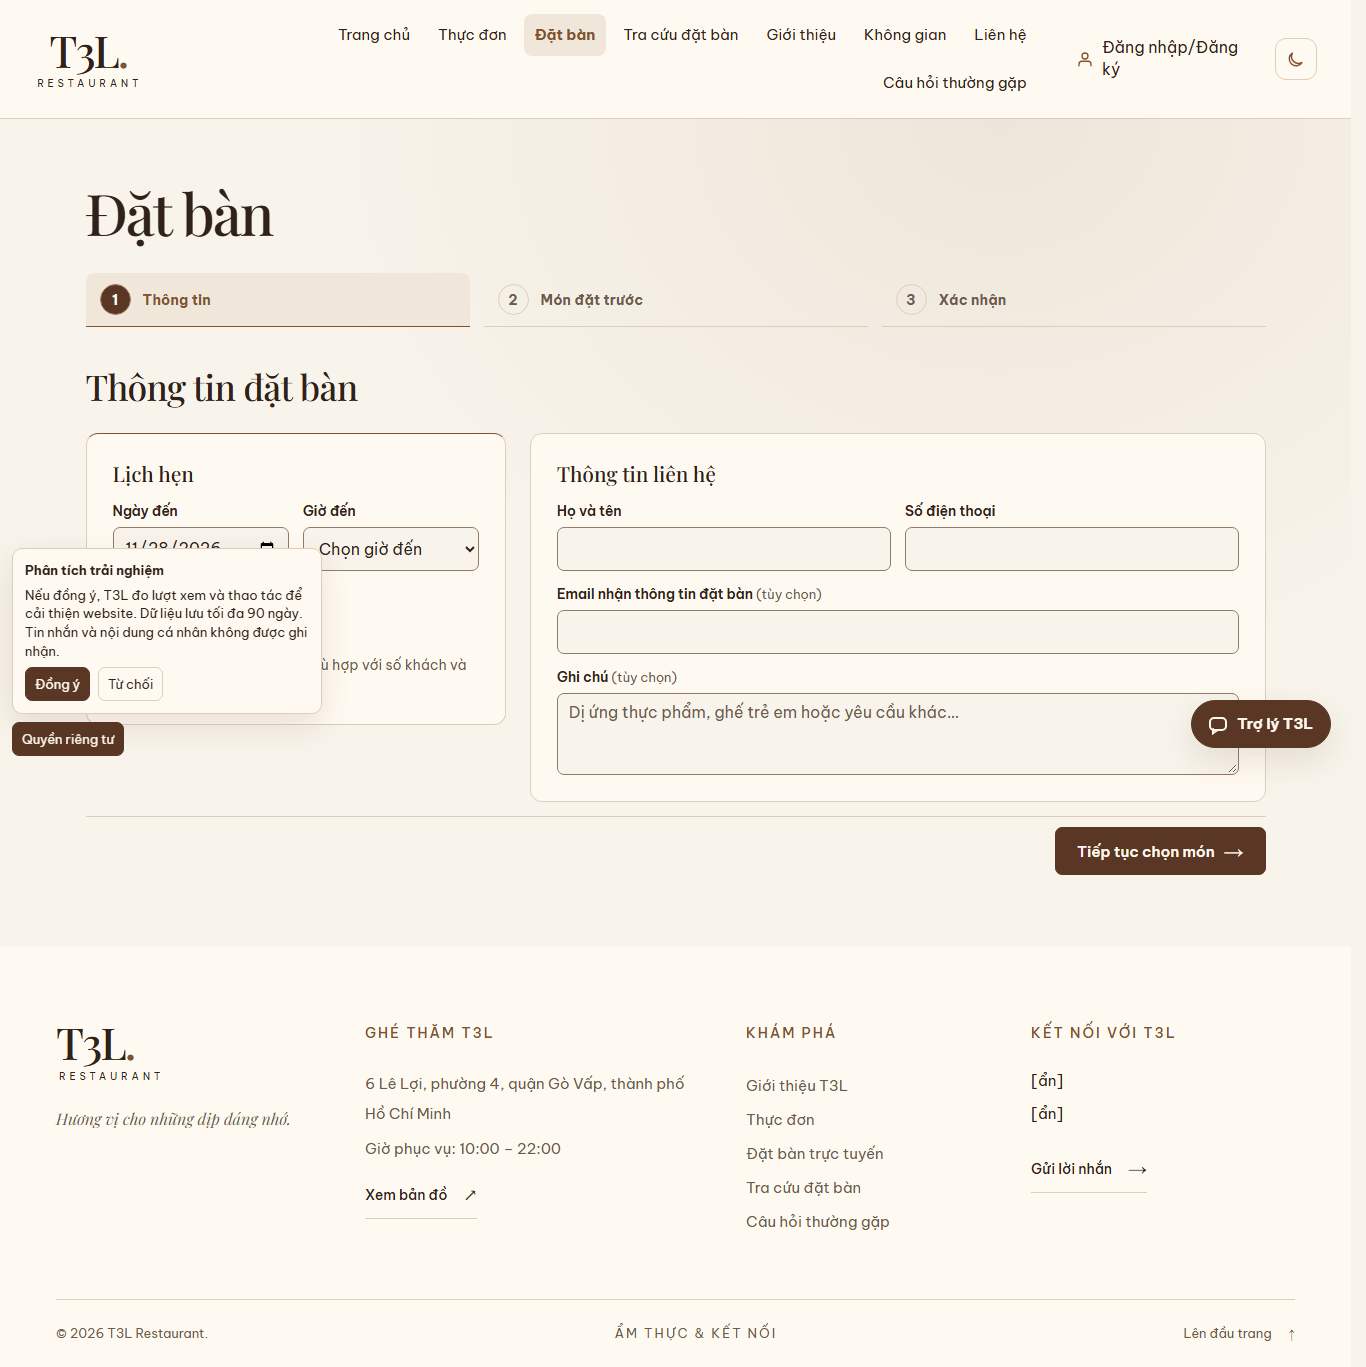 T3L.
RESTAURANT
Trang chủ
Thực đơn
Đặt bàn
Tra cứu đặt bàn
Giới thiệu
Không gian
Liên hệ
Câu hỏi thường gặp
Đăng nhập/Đăng
ký
Đặt bàn
1 Thông tin
2 Món đặt trước
3 Xác nhận
Thông tin đặt bàn
Lịch hẹn
Ngày đến
Giờ đến
11/28/2026
Chọn giờ đến
hợp với số khách và
Phân tích trải nghiệm
Nếu đồng ý, T3L đo lượt xem và thao tác để
cải thiện website. Dữ liệu lưu tối đa 90 ngày.
Tin nhắn và nội dung cá nhân không được ghi
nhận.
Đồng ý
Từ chối
Quyền riêng tư
Thông tin liên hệ
Họ và tên
Số điện thoại
Email nhận thông tin đặt bàn (tùy chọn)
Ghi chú (tùy chọn)
Dị ứng thực phẩm, ghế trẻ em hoặc yêu cầu khác...
Trợ lý T3L
Tiếp tục chọn món →
T3L.
RESTAURANT
Hương vị cho những dịp đáng nhớ.
GHÉ THĂM T3L
6 Lê Lợi, phường 4, quận Gò Vấp, thành phố
Hồ Chí Minh
Giờ phục vụ: 10:00 – 22:00
Xem bản đồ ↗
KHÁM PHÁ
Giới thiệu T3L
Thực đơn
Đặt bàn trực tuyến
Tra cứu đặt bàn
Câu hỏi thường gặp
KẾT NỐI VỚI T3L
[ẩn]
[ẩn]
Gửi lời nhắn →
© 2026 T3L Restaurant.
ẨM THỰC & KẾT NỐI
Lên đầu trang ↑